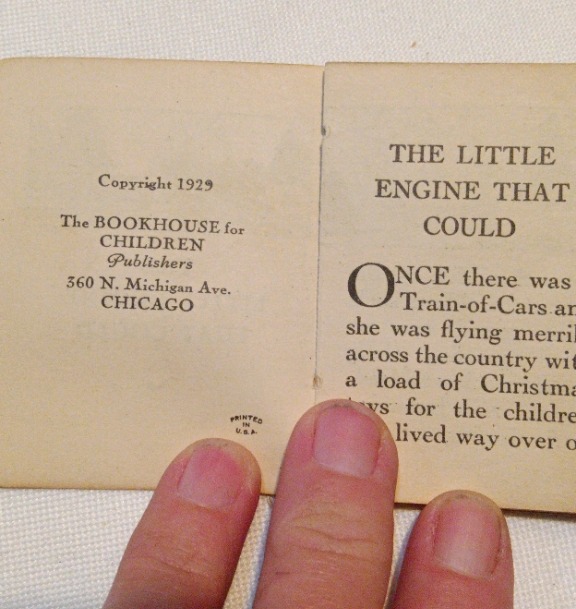 Copyright 1929
The BOOKHOUSE for
CHILDREN
Publishers
360 N. Michigan Ave.
CHICAGO
PRINTED
IN
U.S.A.
THE LITTLE
ENGINE THAT
COULD
ONCE there was
Train-of-Cars
she was flying
across the country
a load of
for the
lived way over